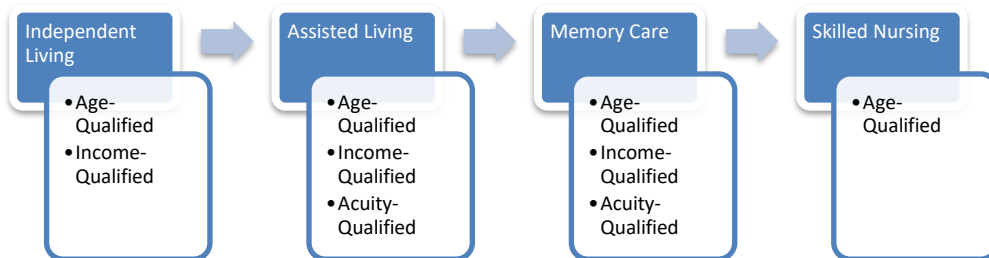 Independent
Living
•Age-
Qualified
•Income-
Qualified
Assisted Living
•Age-
Qualified
•Income-
Qualified
•Acuity-
Qualified
Memory Care
•Age-
Qualified
•Income-
Qualified
•Acuity-
Qualified
Skilled Nursing
•Age-
Qualified